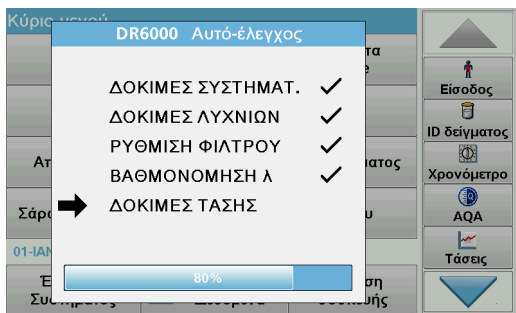 Κύριο μενού
DR6000 Αυτό-έλεγχος
ΔΟΚΙΜΕΣ ΣΥΣΤΗΜΑΤ.
ΔΟΚΙΜΕΣ ΛΥΧΝΙΩΝ
ΡΥΘΜΙΣΗ ΦΙΛΤΡΟΥ
ΒΑΘΜΟΝΟΜΗΣΗ λ
ΔΟΚΙΜΕΣ ΤΑΣΗΣ
80%
01-ΙΑΝ
Είσοδος
ID δείγματος
Χρονόμετρο
AQA
Τάσεις